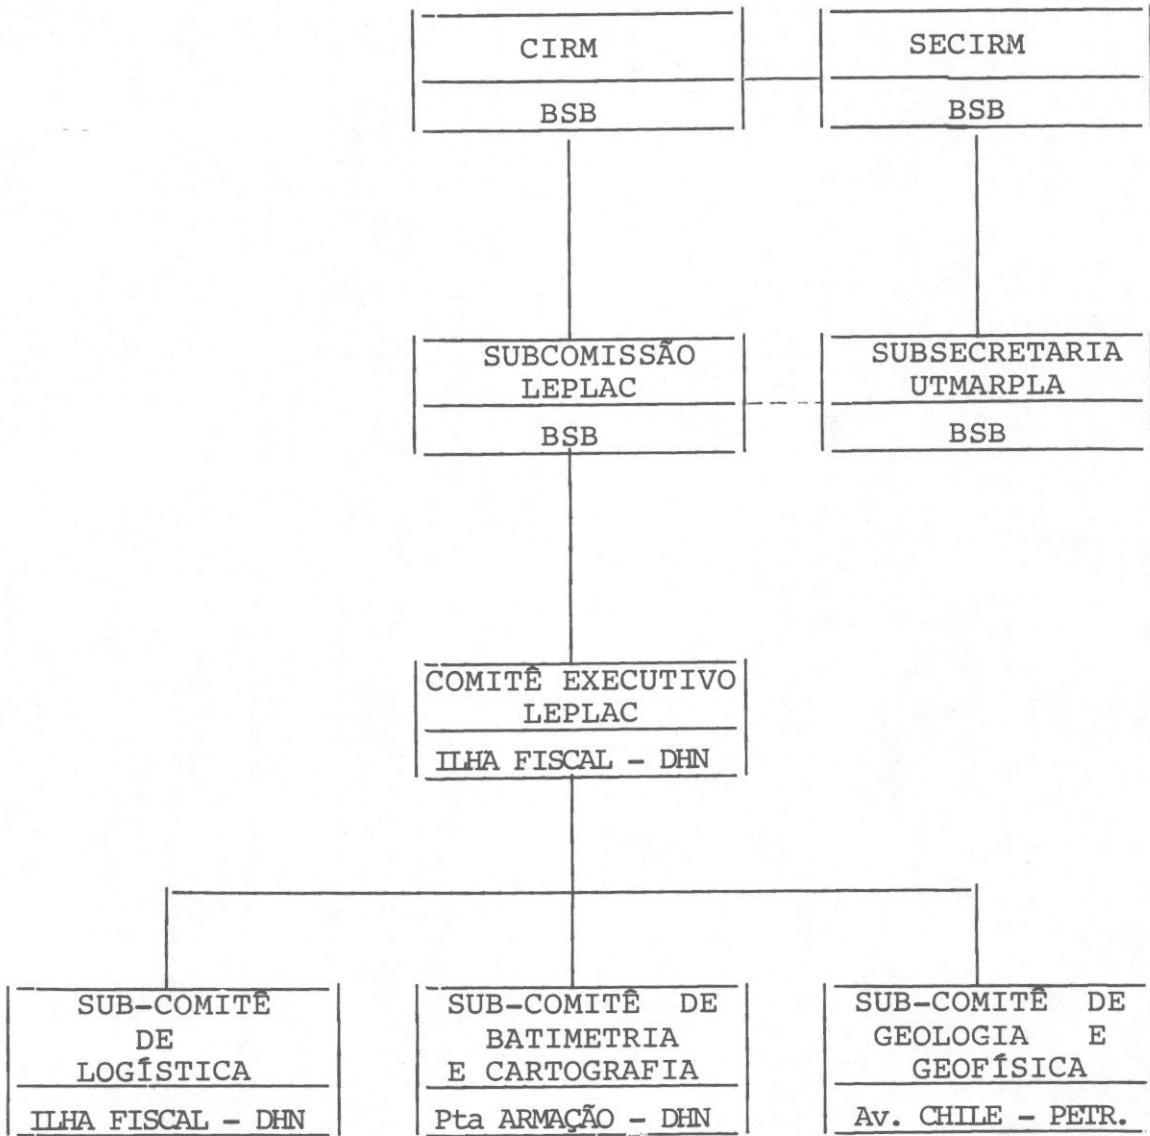 CIRM
BSB
SECIRM
BSB
SUBCOMISSÃO
LEPLAC
BSB
SUBSECRETARIA
UTMARPLA
BSB
COMITÊ EXECUTIVO
LEPLAC
ILHA FISCAL - DHN
SUB-COMITÊ
DE
LOGÍSTICA
ILHA FISCAL - DHN
SUB-COMITÊ DE
BATIMETRIA
E CARTOGRAFIA
Pta ARMAÇÃO - DHN
SUB-COMITÊ DE
GEOLOGIA E
GEOFÍSICA
Av. CHILE - PETR.